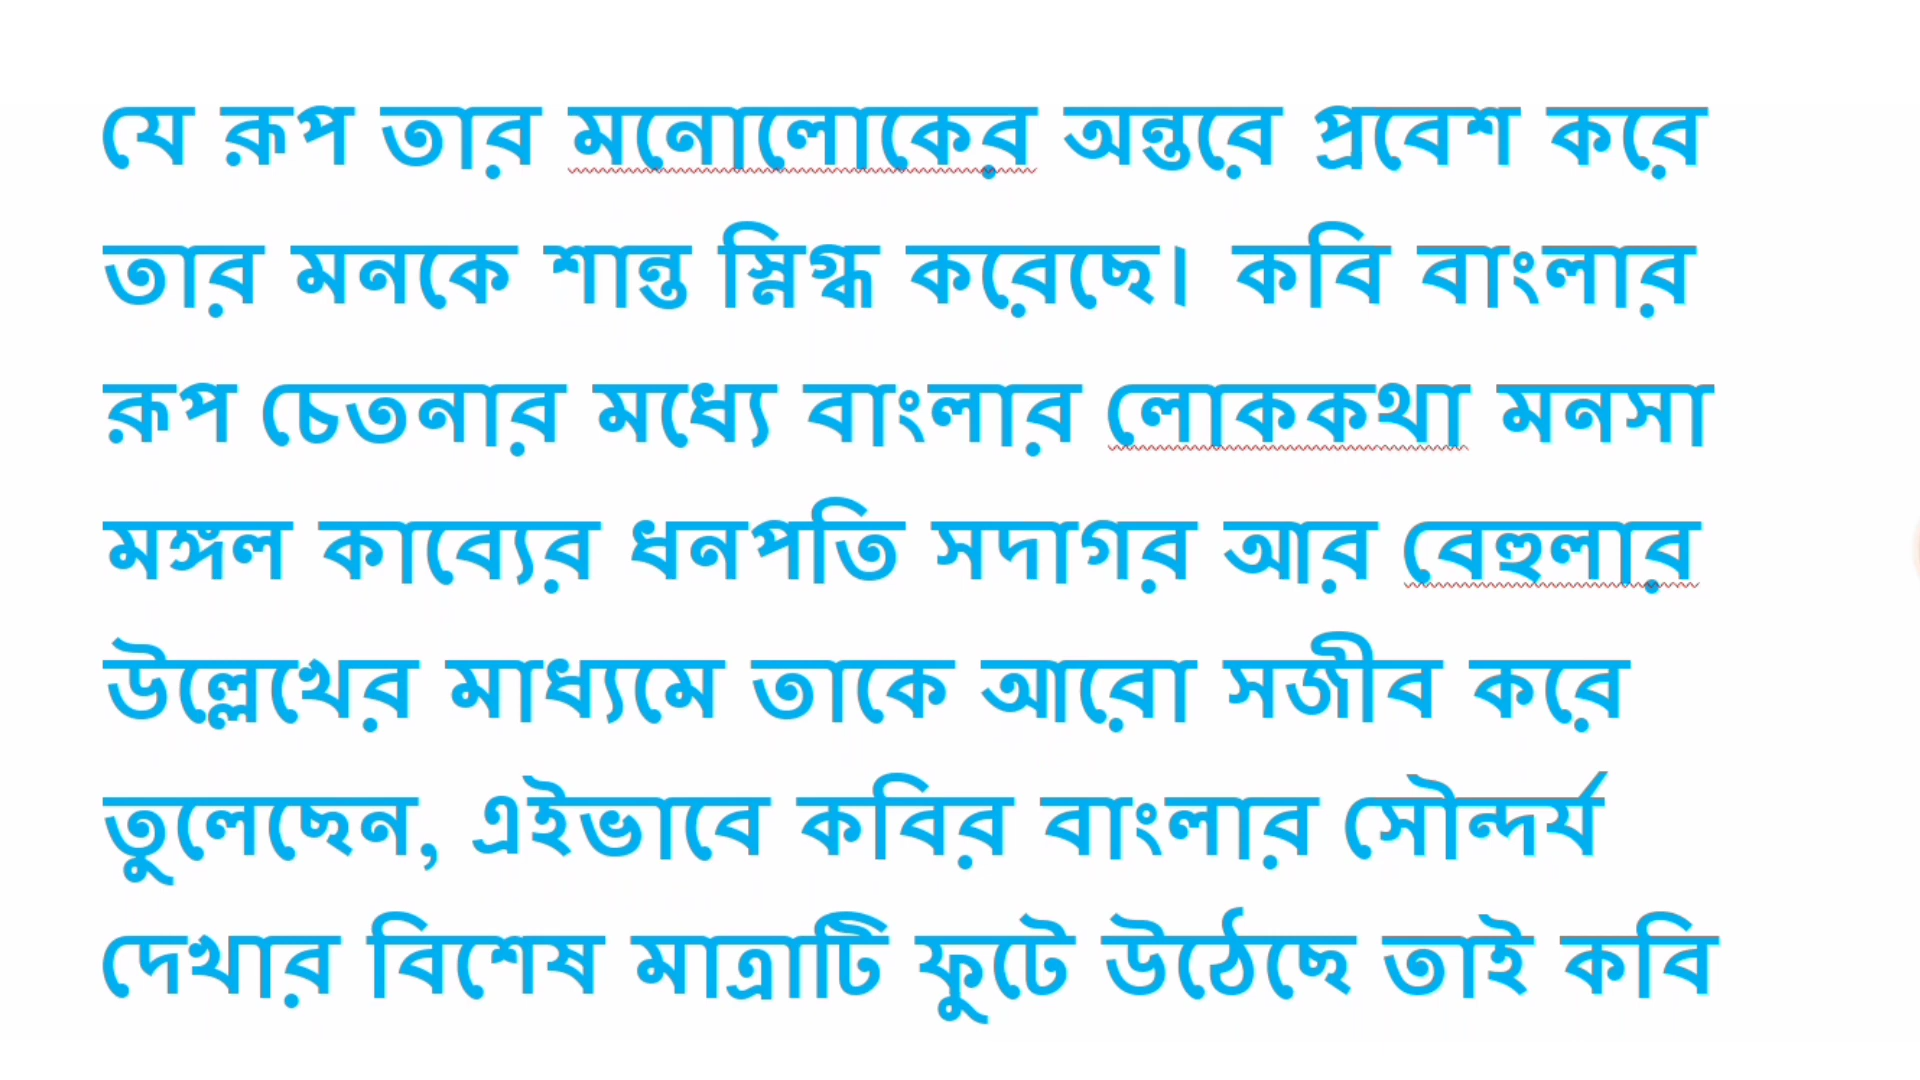 যে রূপ তার মনোলোকের অন্তরে প্রবেশ করে
তার মনকে শান্ত স্নিগ্ধ করেছে। কবি বাংলার
রূপ চেতনার মধ্যে বাংলার লোককথা মনসা
মঙ্গল কাব্যের ধনপতি সদাগর আর বেহুলার
উল্লেখের মাধ্যমে তাকে আরো সজীব করে
তুলেছেন, এইভাবে কবির বাংলার সৌন্দর্য
দেখার বিশেষ মাত্রাটি ফুটে উঠেছে তাই কবি